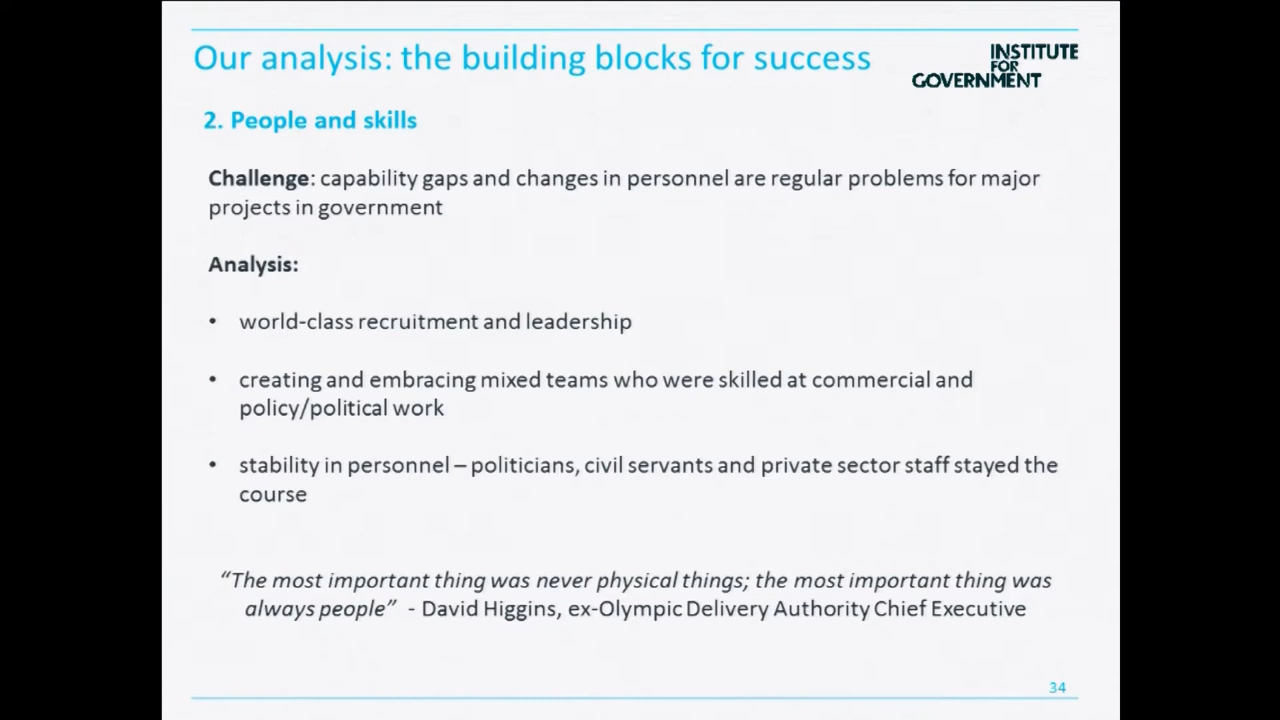 Our analysis: the building blocks for success
INSTITUTE
FOR
GOVERNMENT
2. People and skills
Challenge: capability gaps and changes in personnel are regular problems for major
projects in government
Analysis:
• world-class recruitment and leadership
• creating and embracing mixed teams who were skilled at commercial and
policy/political work
• stability in personnel – politicians, civil servants and private sector staff stayed the
course
“The most important thing was never physical things; the most important thing was
always people” - David Higgins, ex-Olympic Delivery Authority Chief Executive
34